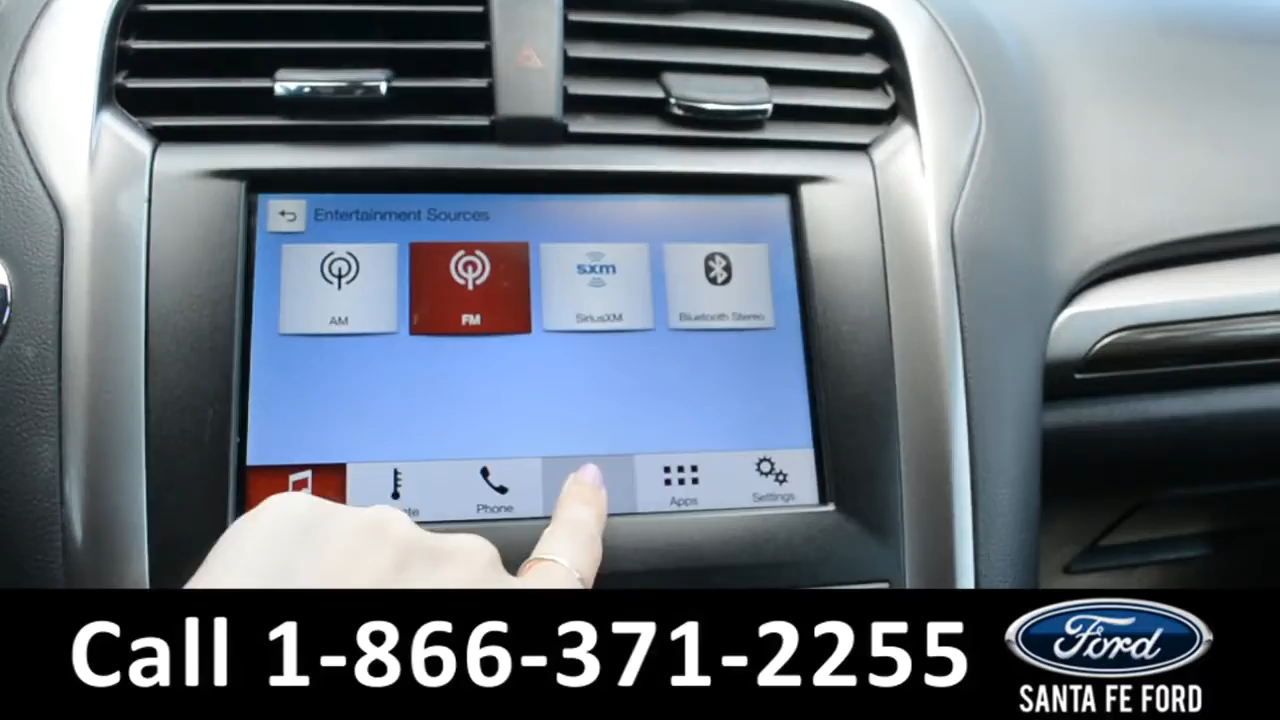 Entertainment Sources
AM
FM
sxm
SiriusXM
Bluetooth Stereo
Phone
Apps
Settings
Call 1-866-371-2255
Ford
SANTA FE FORD